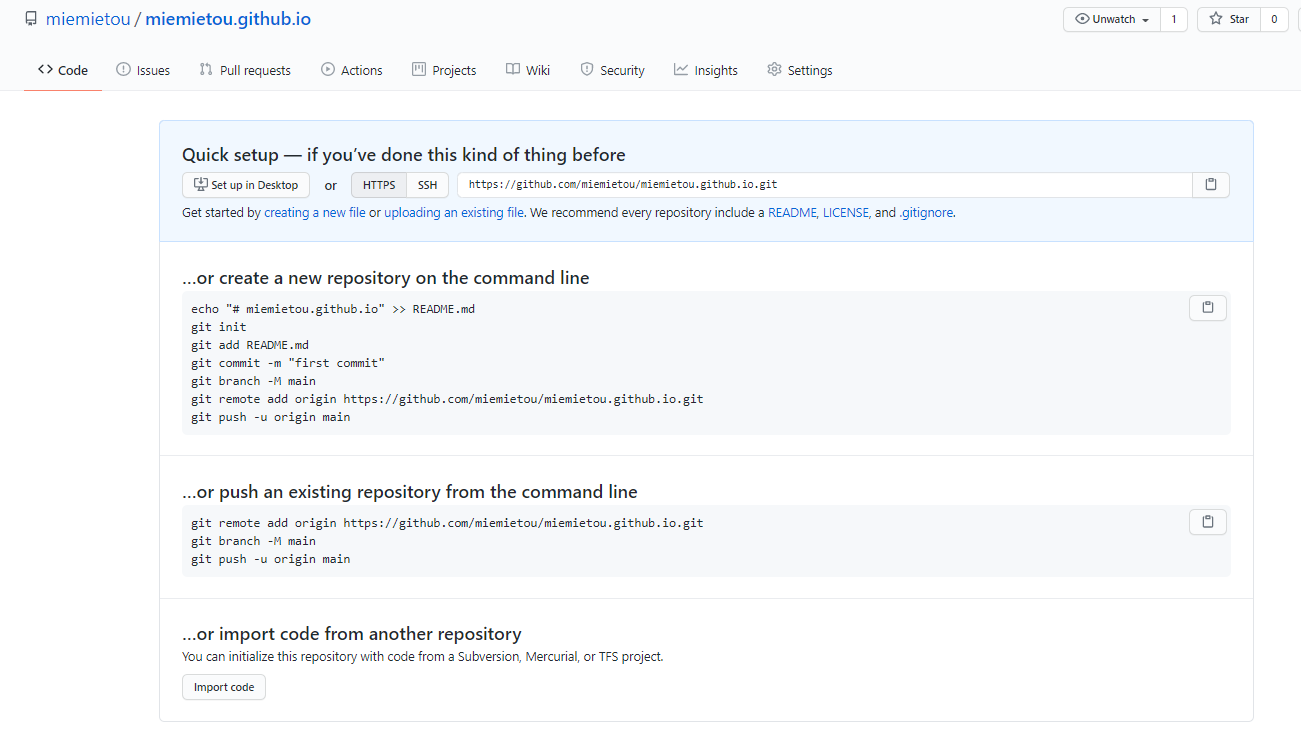 miemietou / miemietou.github.io
Unwatch 1 Star 0
Code Issues Pull requests Actions Projects Wiki Security Insights Settings
Quick setup — if you’ve done this kind of thing before
Set up in Desktop or HTTPS SSH https://github.com/miemietou/miemietou.github.io.git
Get started by creating a new file or uploading an existing file. We recommend every repository include a README, LICENSE, and .gitignore.
…or create a new repository on the command line
echo "# miemietou.github.io" >> README.md
git init
git add README.md
git commit -m "first commit"
git branch -M main
git remote add origin https://github.com/miemietou/miemietou.github.io.git
git push -u origin main
…or push an existing repository from the command line
git remote add origin https://github.com/miemietou/miemietou.github.io.git
git branch -M main
git push -u origin main
…or import code from another repository
You can initialize this repository with code from a Subversion, Mercurial, or TFS project.
Import code